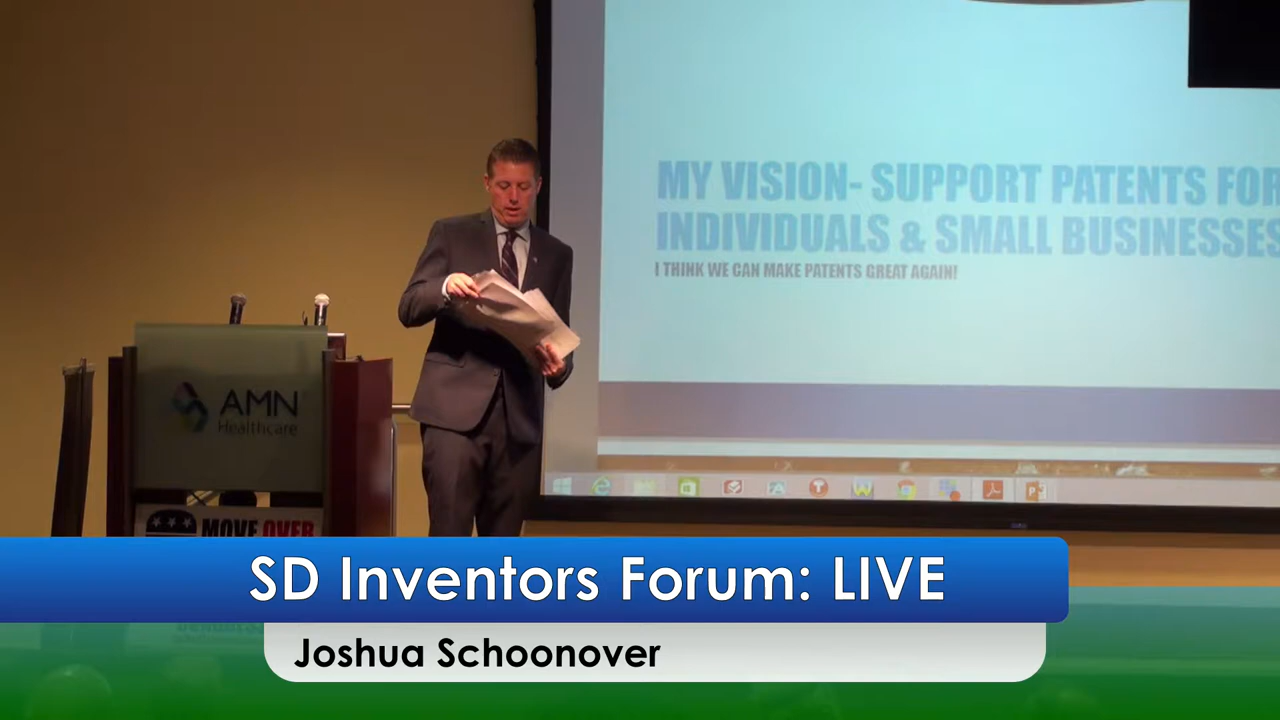 MY VISION- SUPPORT PATENTS FOR
INDIVIDUALS & SMALL BUSINESSES
I THINK WE CAN MAKE PATENTS GREAT AGAIN!
AMN
Healthcare
MOVE OVER
SD Inventors Forum: LIVE
Joshua Schoonover